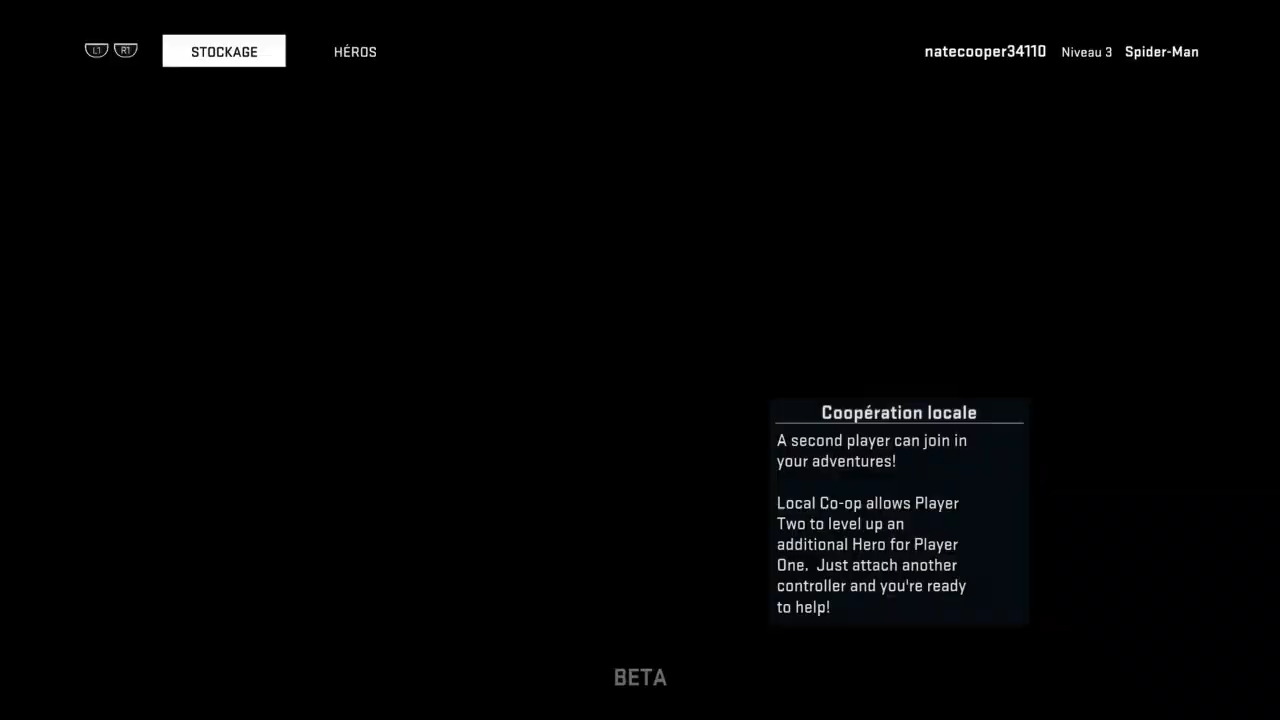 L1 R1 STOCKAGE HÉROS natecooper34110 Niveau 3 Spider-Man
Coopération locale
A second player can join in
your adventures!
Local Co-op allows Player
Two to level up an
additional Hero for Player
One.  Just attach another
controller and you're ready
to help!
BETA